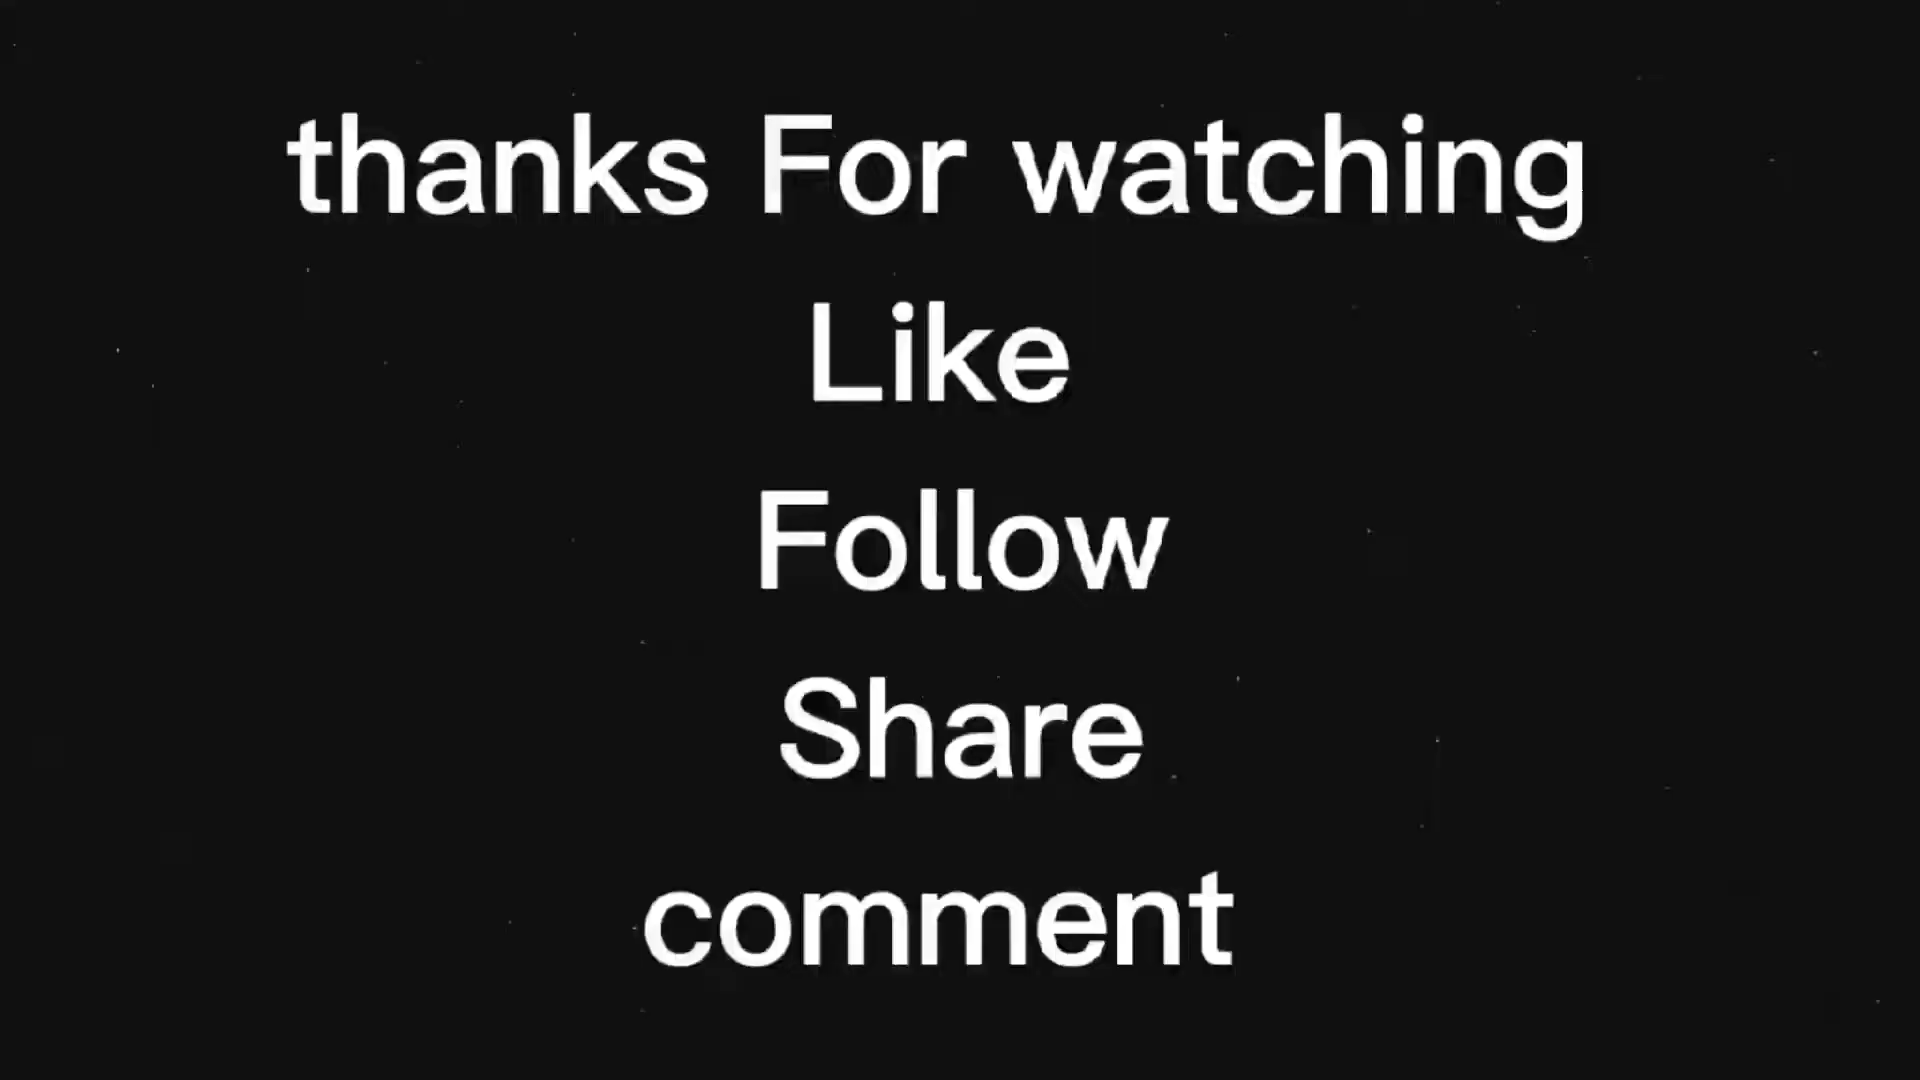 thanks For watching
Like
Follow
Share
comment